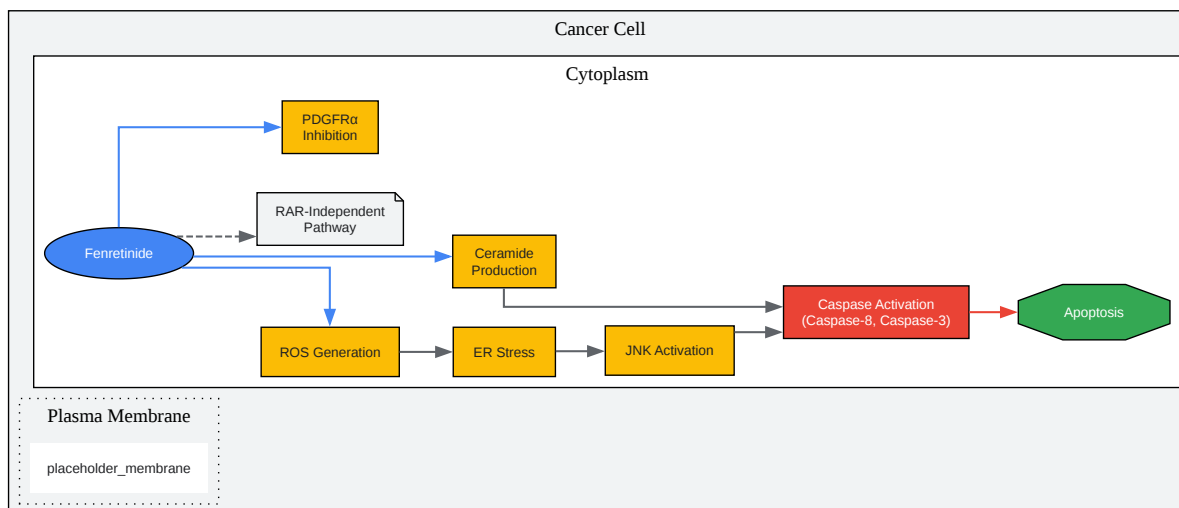 Cancer Cell
Cytoplasm
PDGFRα
Inhibition
RAR-Independent
Pathway
Fenretinide
Ceramide
Production
Caspase Activation
(Caspase-8, Caspase-3)
Apoptosis
ROS Generation
ER Stress
JNK Activation
Plasma Membrane
placeholder_membrane